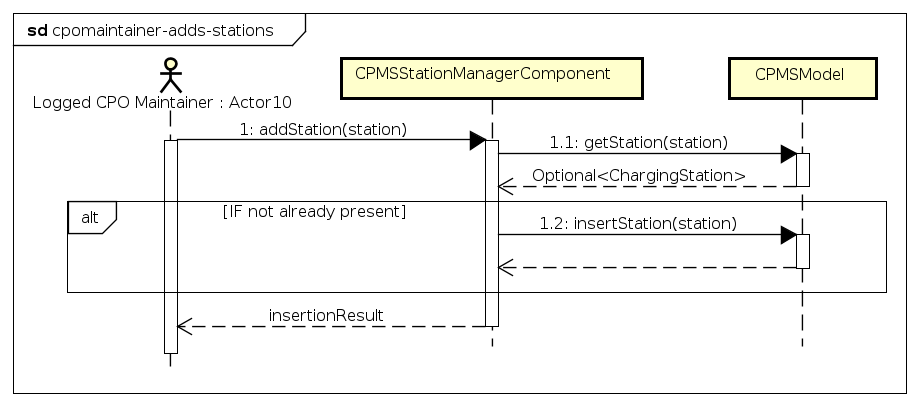 sd cpomaintainer-adds-stations
Logged CPO Maintainer : Actor10
CPMSStationManagerComponent
CPMSModel
1: addStation(station)
1.1: getStation(station)
Optional<ChargingStation>
alt
[IF not already present]
1.2: insertStation(station)
insertionResult